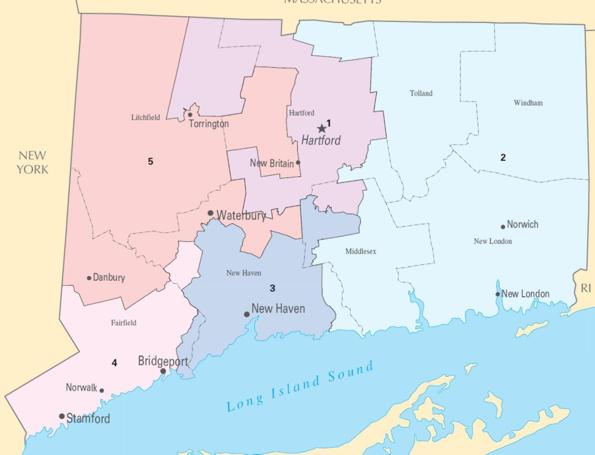 MASSACHUSETTS
Tolland
Windham
Litchfield
Torrington
Hartford
1
Hartford
NEW
YORK
5
New Britain
2
Waterbury
Norwich
New London
Middlesex
Danbury
New Haven
3
New London
RI
New Haven
Fairfield
4
Bridgeport
Norwalk
Long Island Sound
Stamford